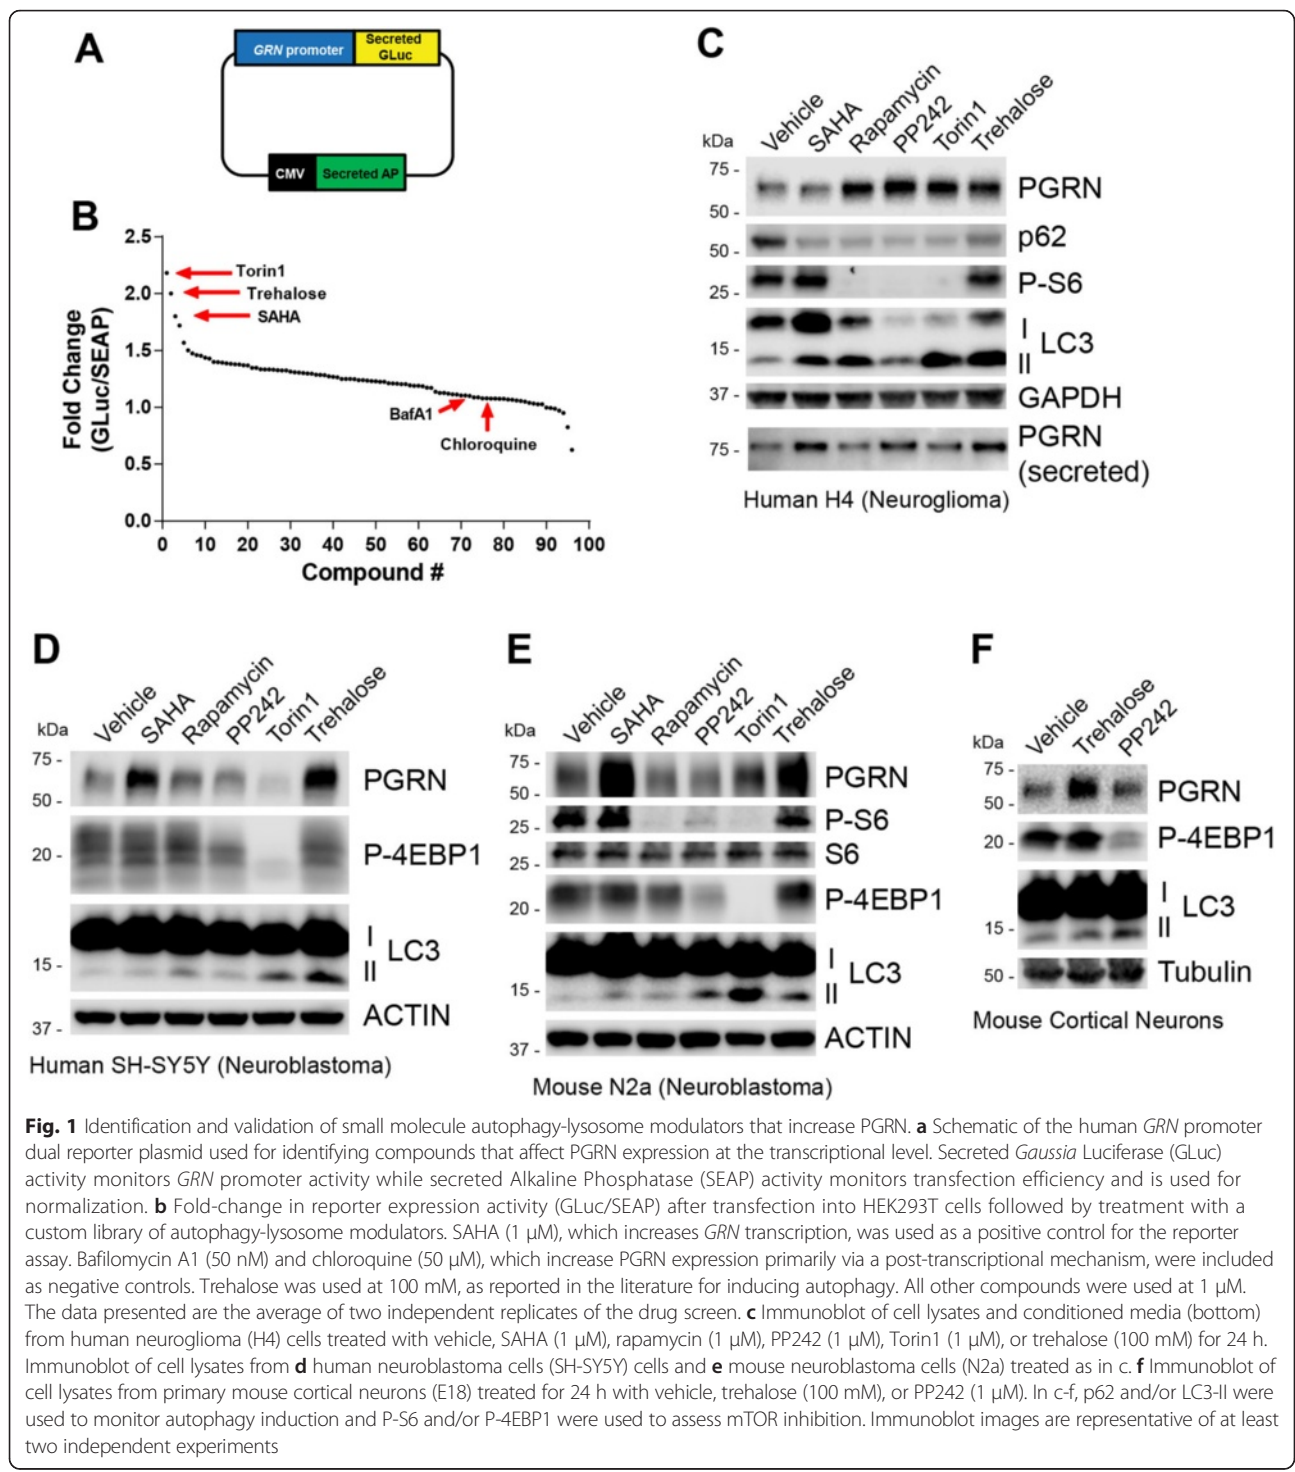 A
GRN promoter
Secreted
GLuc
CMV
Secreted AP
B
Fold Change
(GLuc/SEAP)
2.5
2.0
1.5
1.0
0.5
0.0
Torin1
Trehalose
SAHA
BafA1
Chloroquine
0 10 20 30 40 50 60 70 80 90 100
Compound #
C
kDa
Vehicle SAHA Rapamycin PP242 Torin1 Trehalose
75 -
PGRN
50 -
p62
50 -
P-S6
25 -
I
LC3
15 -
II
37 -
GAPDH
PGRN
75 -
(secreted)
Human H4 (Neuroglioma)
D
kDa
Vehicle SAHA Rapamycin PP242 Torin1 Trehalose
75 -
PGRN
50 -
20 -
P-4EBP1
I
LC3
15 -
II
ACTIN
37 -
Human SH-SY5Y (Neuroblastoma)
E
kDa
Vehicle SAHA Rapamycin PP242 Torin1 Trehalose
75 -
PGRN
50 -
P-S6
25 -
S6
25 -
P-4EBP1
20 -
I
LC3
15 -
II
ACTIN
37 -
Mouse N2a (Neuroblastoma)
F
kDa
Vehicle Trehalose PP242
75 -
PGRN
50 -
20 -
P-4EBP1
I
LC3
15 -
II
50 -
Tubulin
Mouse Cortical Neurons
Fig. 1 Identification and validation of small molecule autophagy-lysosome modulators that increase PGRN. a Schematic of the human GRN promoter
dual reporter plasmid used for identifying compounds that affect PGRN expression at the transcriptional level. Secreted Gaussia Luciferase (GLuc)
activity monitors GRN promoter activity while secreted Alkaline Phosphatase (SEAP) activity monitors transfection efficiency and is used for
normalization. b Fold-change in reporter expression activity (GLuc/SEAP) after transfection into HEK293T cells followed by treatment with a
custom library of autophagy-lysosome modulators. SAHA (1 μM), which increases GRN transcription, was used as a positive control for the reporter
assay. Bafilomycin A1 (50 nM) and chloroquine (50 μM), which increase PGRN expression primarily via a post-transcriptional mechanism, were included
as negative controls. Trehalose was used at 100 mM, as reported in the literature for inducing autophagy. All other compounds were used at 1 μM.
The data presented are the average of two independent replicates of the drug screen. c Immunoblot of cell lysates and conditioned media (bottom)
from human neuroglioma (H4) cells treated with vehicle, SAHA (1 μM), rapamycin (1 μM), PP242 (1 μM), Torin1 (1 μM), or trehalose (100 mM) for 24 h.
Immunoblot of cell lysates from d human neuroblastoma cells (SH-SY5Y) cells and e mouse neuroblastoma cells (N2a) treated as in c. f Immunoblot of
cell lysates from primary mouse cortical neurons (E18) treated for 24 h with vehicle, trehalose (100 mM), or PP242 (1 μM). In c-f, p62 and/or LC3-II were
used to monitor autophagy induction and P-S6 and/or P-4EBP1 were used to assess mTOR inhibition. Immunoblot images are representative of at least
two independent experiments